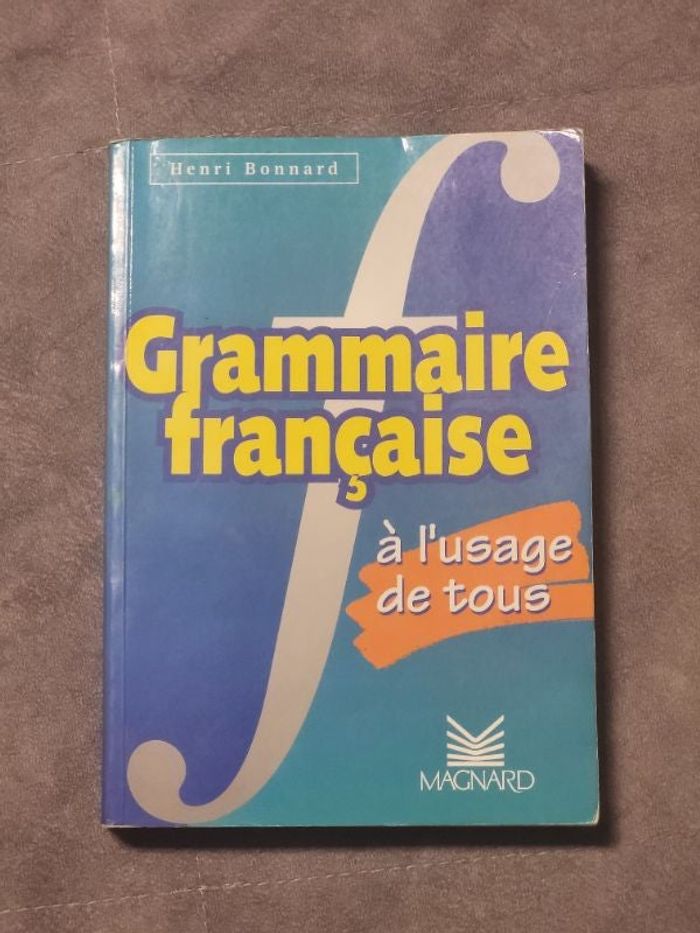 Henri Bonnard
Grammaire
française
à l'usage
de tous
MAGNARD